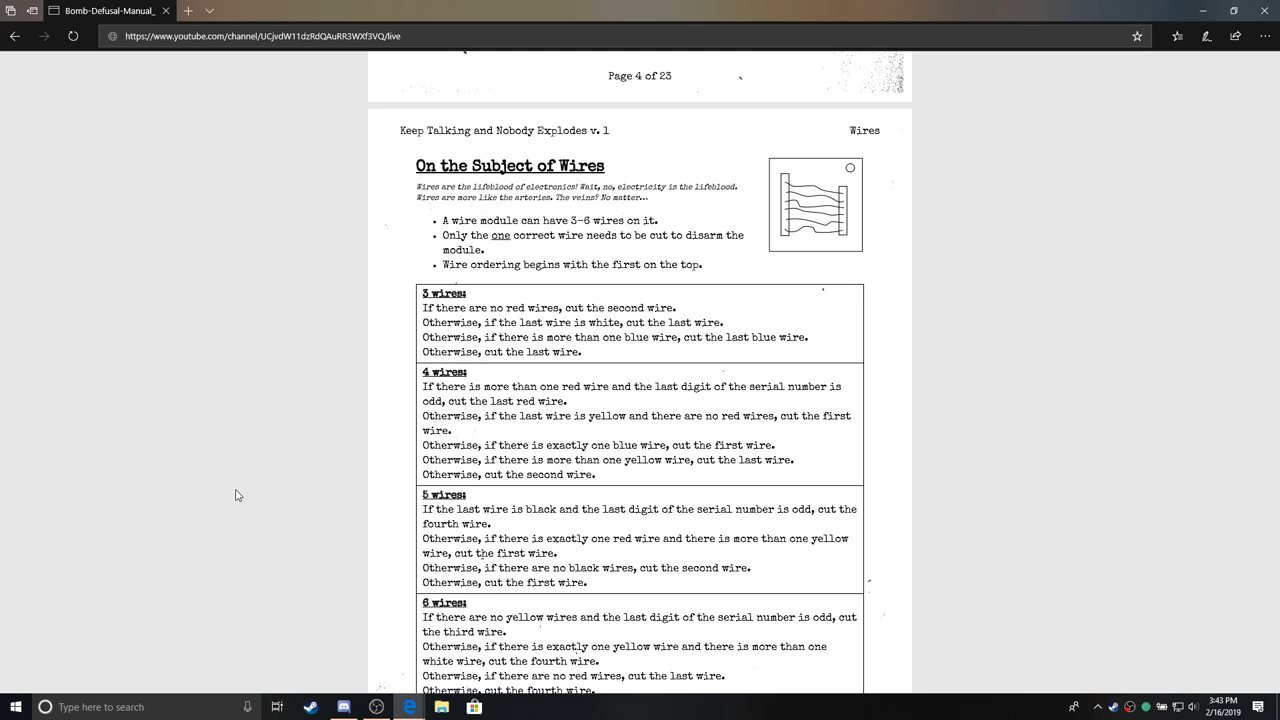 Bomb-Defusal-Manual_
https://www.youtube.com/channel/UCjvdW11dzRdQAuRR3WXf3VQ/live
Page 4 of 23
Keep Talking and Nobody Explodes v. 1
Wires
On the Subject of Wires
Wires are the lifeblood of electronics! Wait, no, electricity is the lifeblood.
Wires are more like the arteries. The veins? No matter...
• A wire module can have 3-6 wires on it.
• Only the one correct wire needs to be cut to disarm the
module.
• Wire ordering begins with the first on the top.
3 wires:
If there are no red wires, cut the second wire.
Otherwise, if the last wire is white, cut the last wire.
Otherwise, if there is more than one blue wire, cut the last blue wire.
Otherwise, cut the last wire.
4 wires:
If there is more than one red wire and the last digit of the serial number is
odd, cut the last red wire.
Otherwise, if the last wire is yellow and there are no red wires, cut the first
wire.
Otherwise, if there is exactly one blue wire, cut the first wire.
Otherwise, if there is more than one yellow wire, cut the last wire.
Otherwise, cut the second wire.
5 wires:
If the last wire is black and the last digit of the serial number is odd, cut the
fourth wire.
Otherwise, if there is exactly one red wire and there is more than one yellow
wire, cut the first wire.
Otherwise, if there are no black wires, cut the second wire.
Otherwise, cut the first wire.
6 wires:
If there are no yellow wires and the last digit of the serial number is odd, cut
the third wire.
Otherwise, if there is exactly one yellow wire and there is more than one
white wire, cut the fourth wire.
Otherwise, if there are no red wires, cut the last wire.
Otherwise, cut the fourth wire.
Type here to search
3:43 PM
2/16/2019